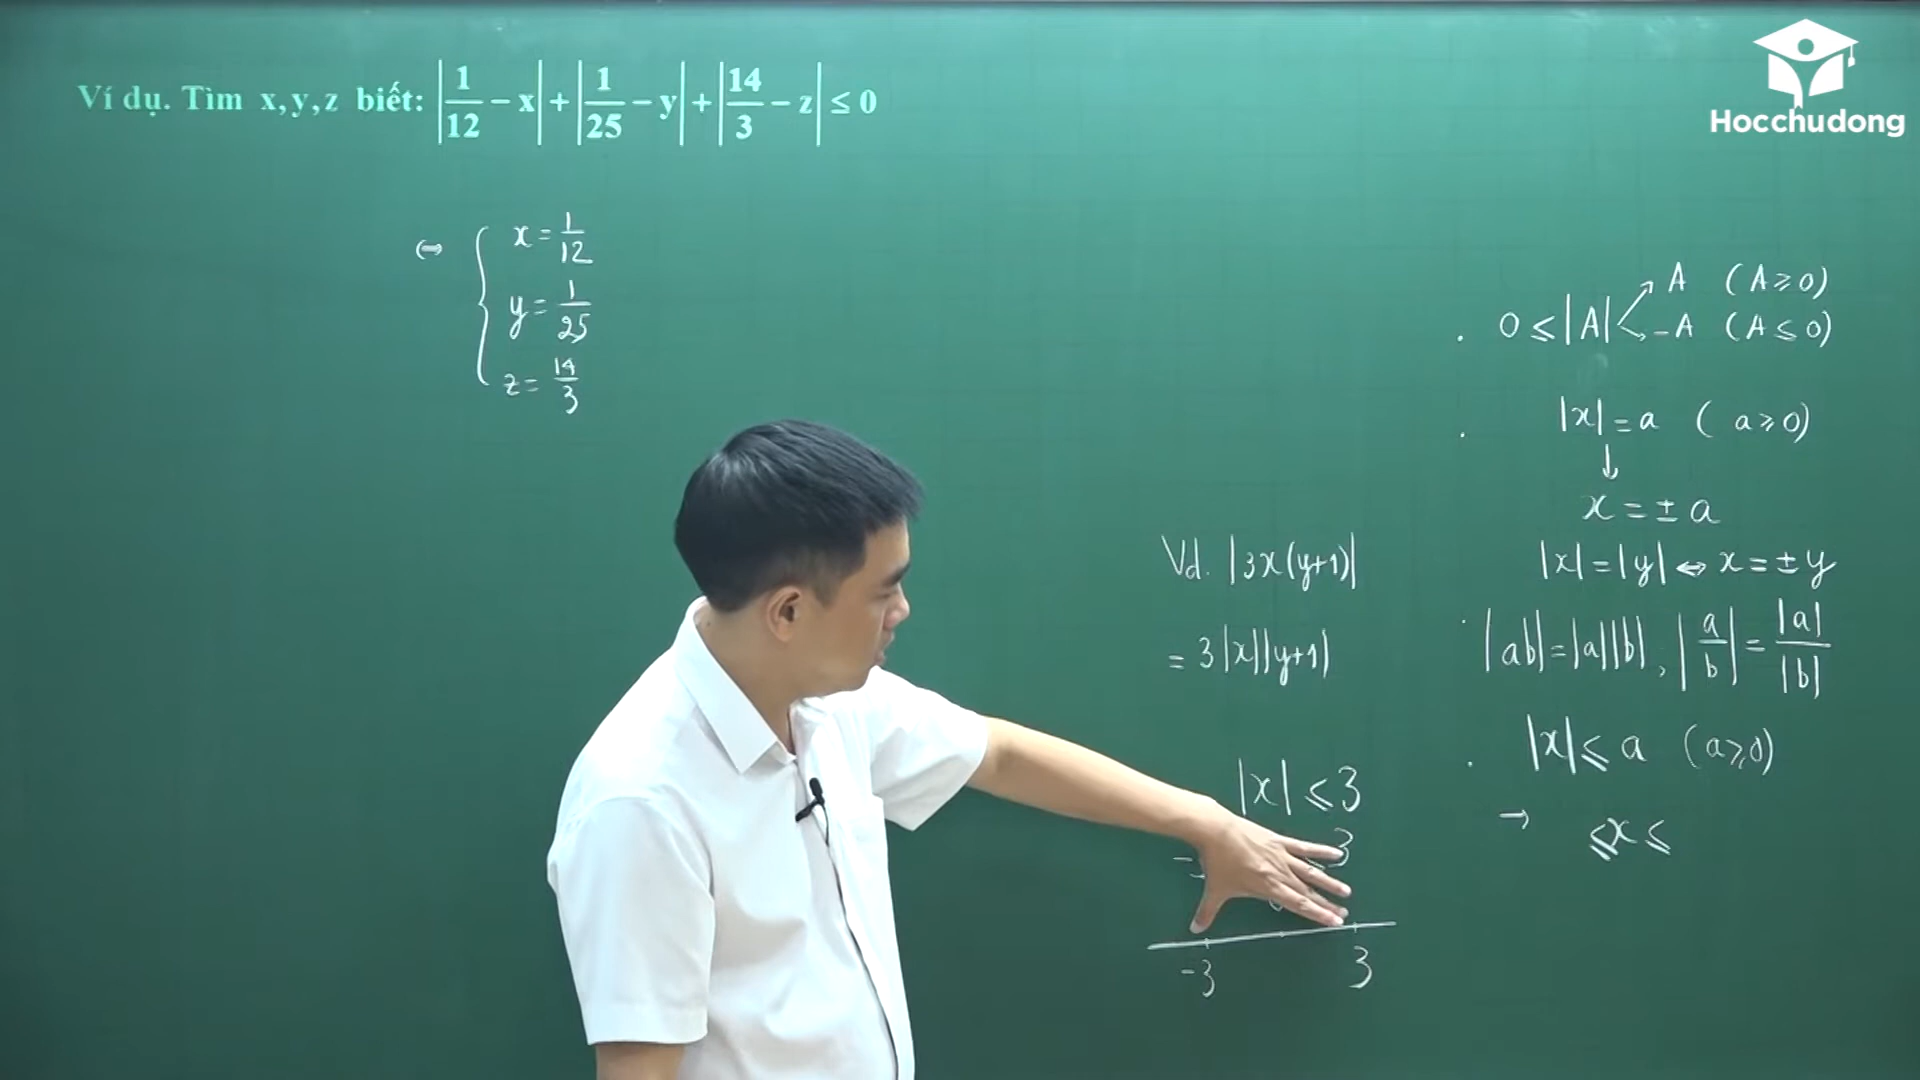 Ví dụ. Tìm x, y, z biết: |1/12 − x| + |1/25 − y| + |14/3 − z| ≤ 0
Hocchudong
⇔ { x = 1/12
y = 1/25
z = 14/3
. 0 ≤ |A| ↗ A (A ≥ 0)
↘ −A (A ≤ 0)
. |x| = a (a ≥ 0)
↓
x = ± a
|x| = |y| ⇔ x = ± y
. |ab| = |a||b| ; |a/b| = |a|/|b|
. |x| ≤ a (a ≥ 0)
→ ≤ x ≤
Vd. |3x(y+1)|
= 3|x||y+1|
|x| ≤ 3
3
-3 3